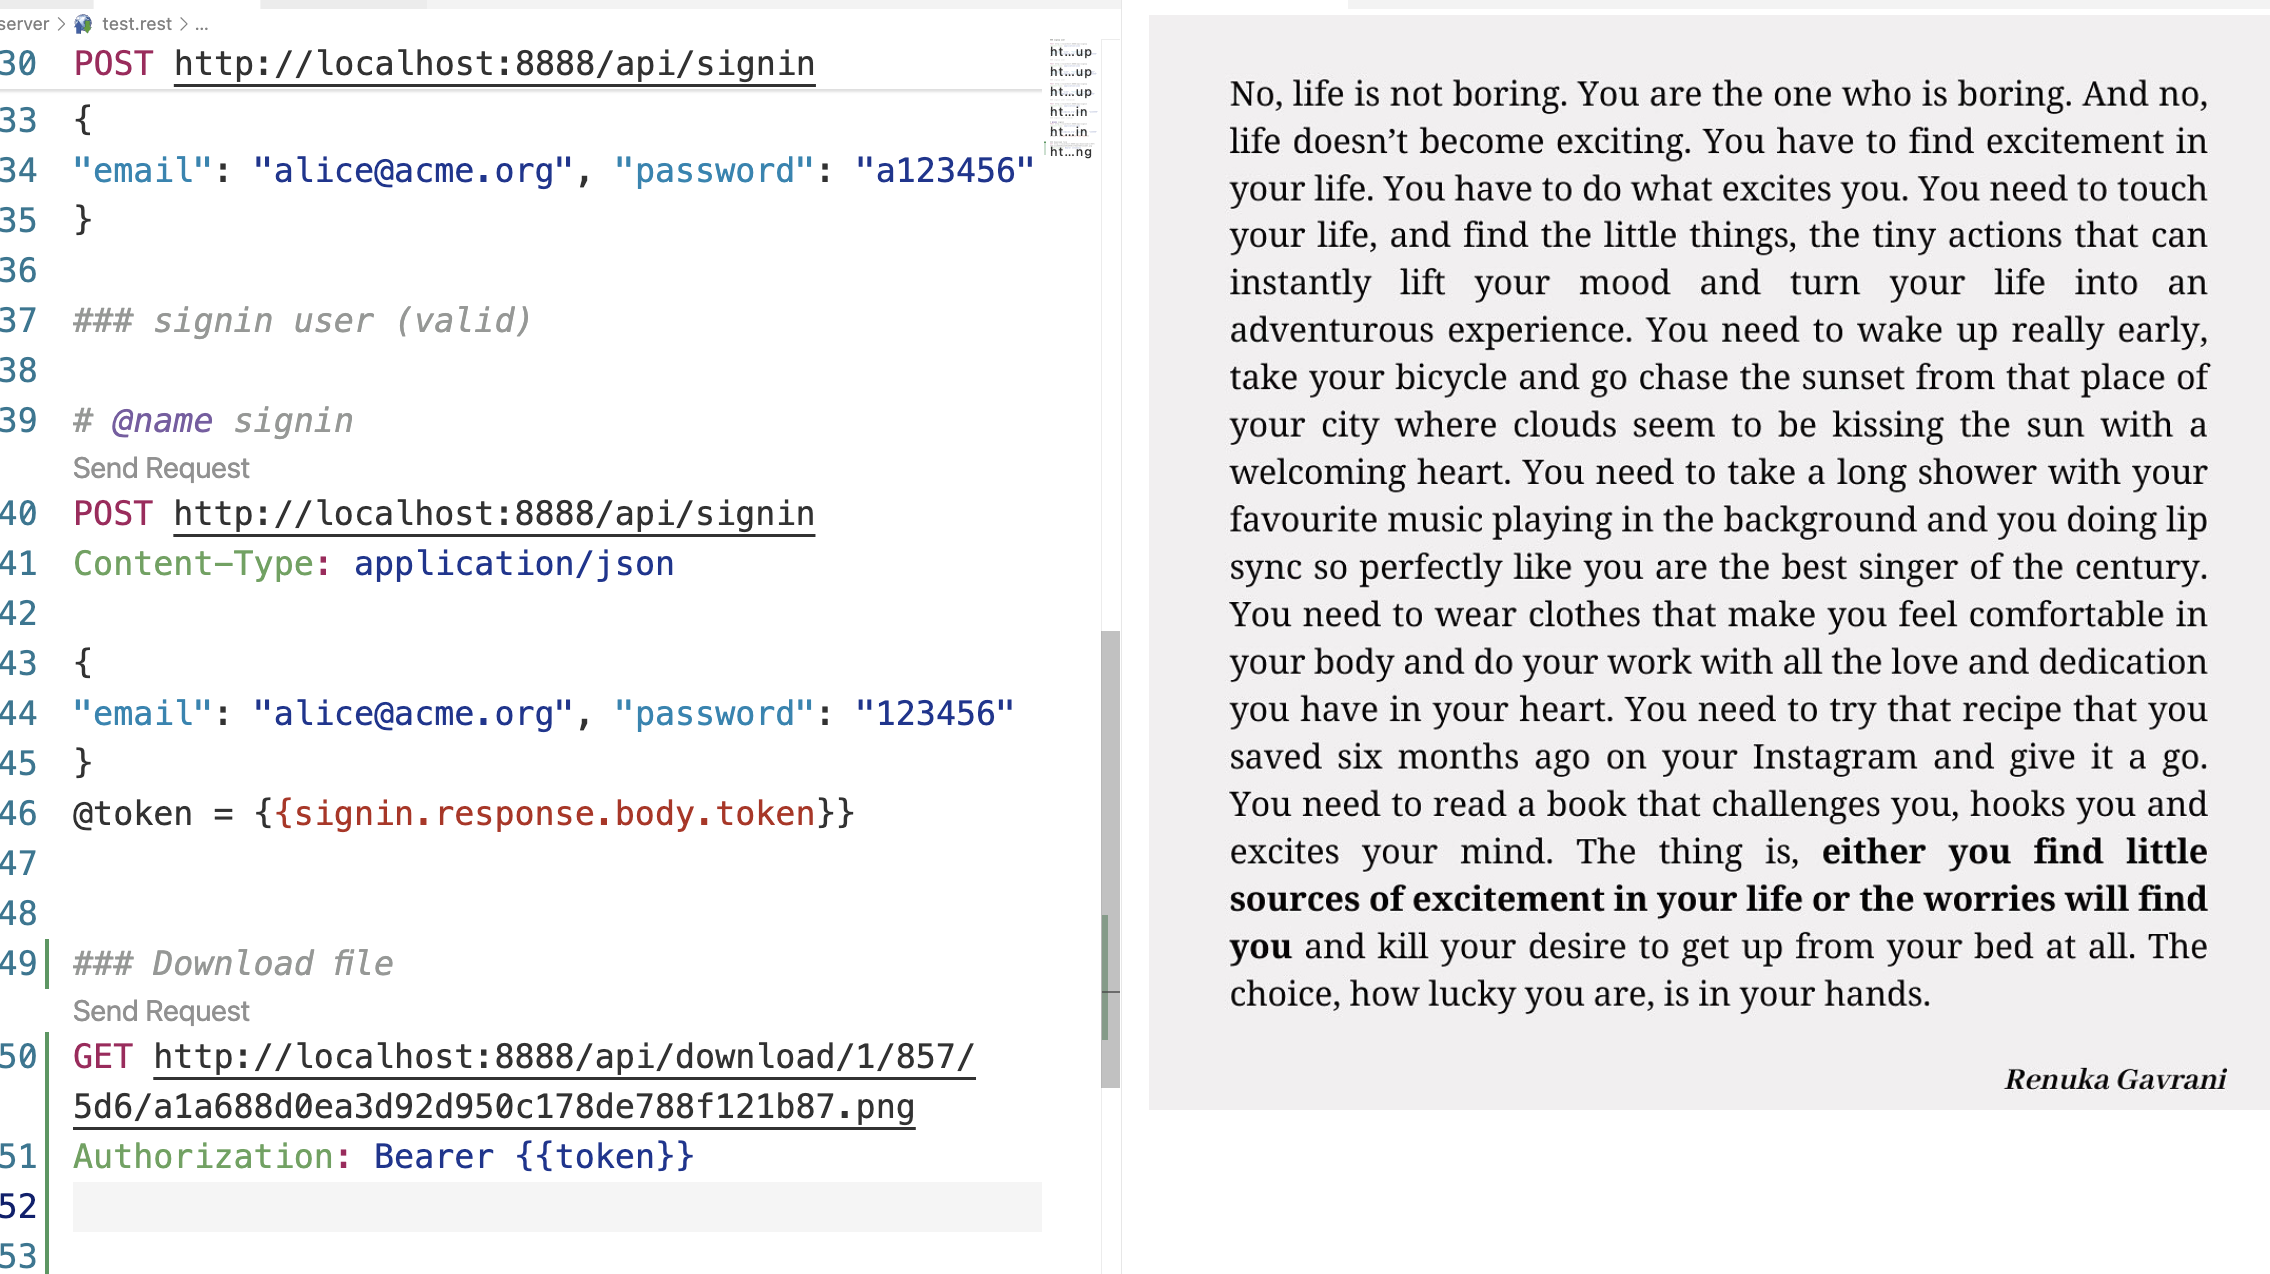 server > test.rest > ...
30 POST http://localhost:8888/api/signin
33 {
34 "email": "alice@acme.org", "password": "a123456"
35 }
36
37 ### signin user (valid)
38
39 # @name signin
Send Request
40 POST http://localhost:8888/api/signin
41 Content-Type: application/json
42
43 {
44 "email": "alice@acme.org", "password": "123456"
45 }
46 @token = {{signin.response.body.token}}
47
48
49 ### Download file
Send Request
50 GET http://localhost:8888/api/download/1/857/
5d6/a1a688d0ea3d92d950c178de788f121b87.png
51 Authorization: Bearer {{token}}
52
53
ht...up
ht...up
ht...up
ht...in
ht...in
ht...ng
No, life is not boring. You are the one who is boring. And no,
life doesn’t become exciting. You have to find excitement in
your life. You have to do what excites you. You need to touch
your life, and find the little things, the tiny actions that can
instantly lift your mood and turn your life into an
adventurous experience. You need to wake up really early,
take your bicycle and go chase the sunset from that place of
your city where clouds seem to be kissing the sun with a
welcoming heart. You need to take a long shower with your
favourite music playing in the background and you doing lip
sync so perfectly like you are the best singer of the century.
You need to wear clothes that make you feel comfortable in
your body and do your work with all the love and dedication
you have in your heart. You need to try that recipe that you
saved six months ago on your Instagram and give it a go.
You need to read a book that challenges you, hooks you and
excites your mind. The thing is, either you find little
sources of excitement in your life or the worries will find
you and kill your desire to get up from your bed at all. The
choice, how lucky you are, is in your hands.
Renuka Gavrani